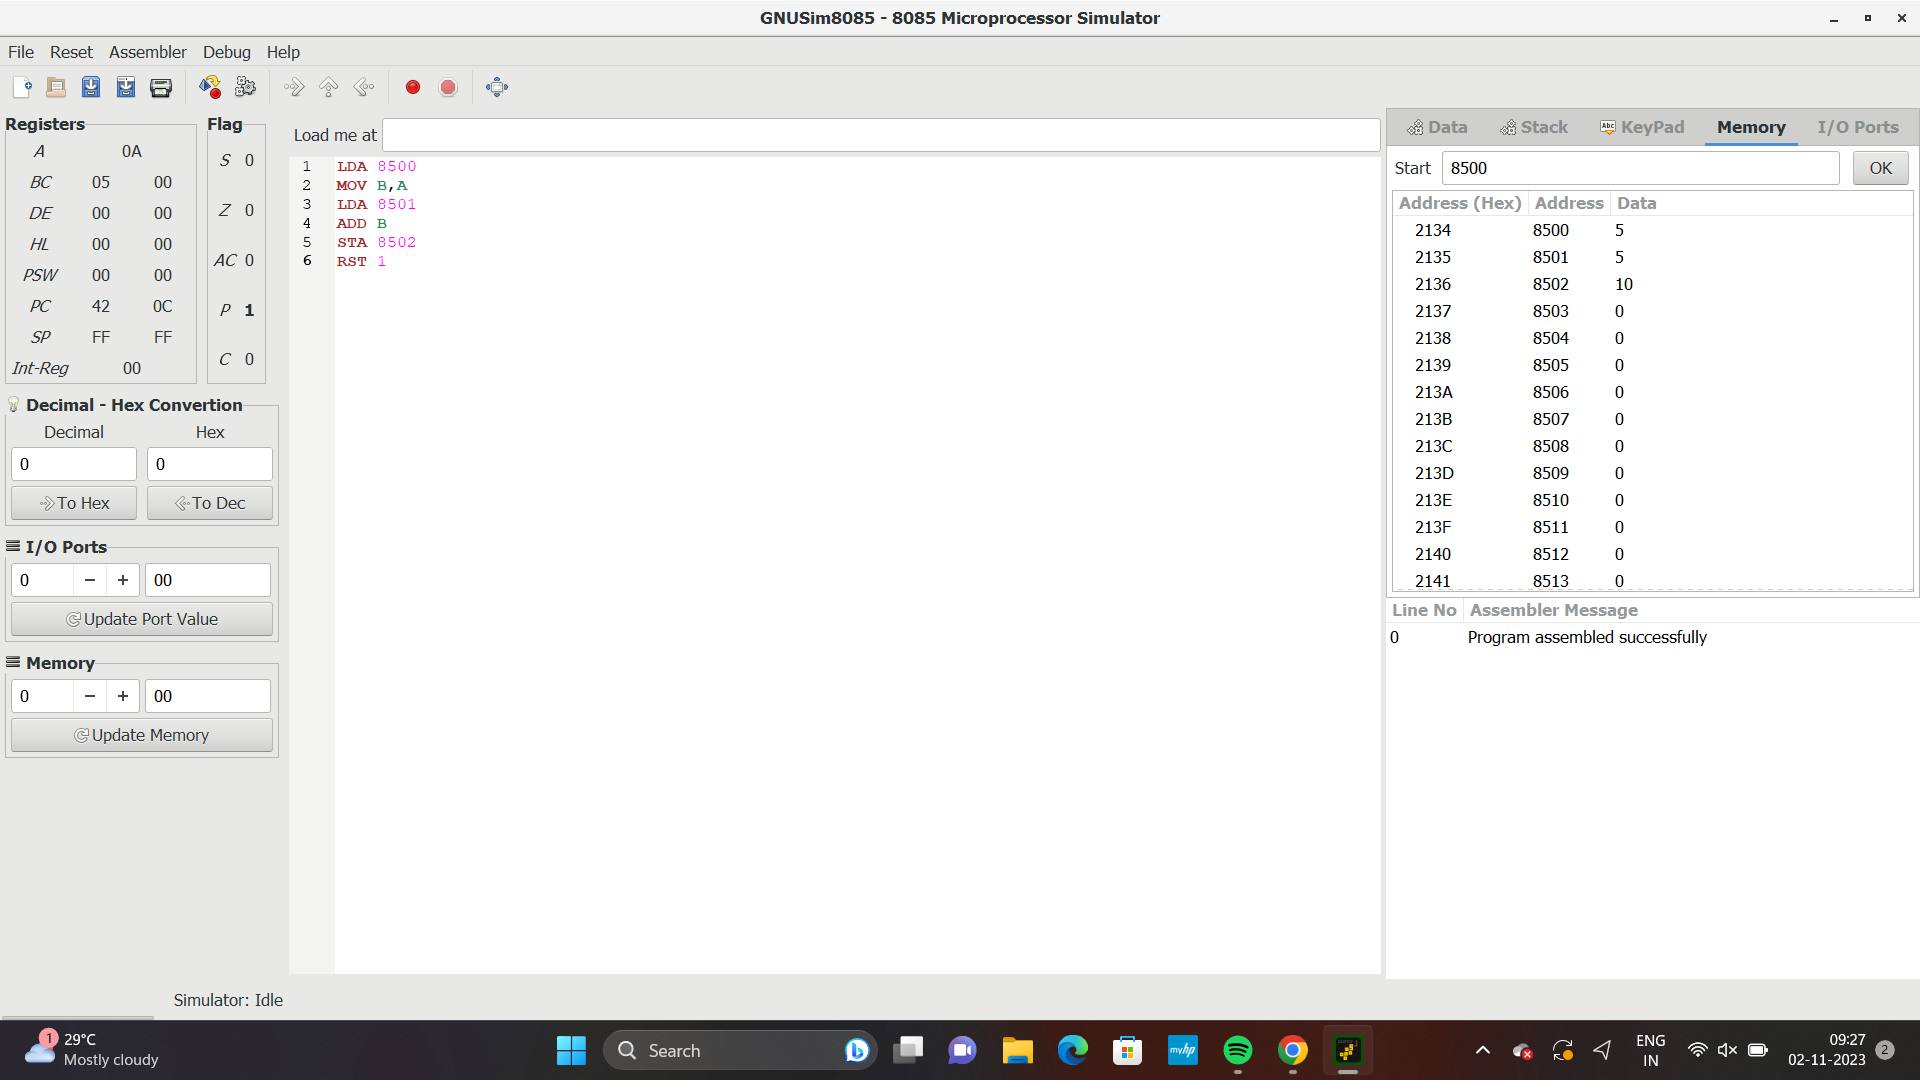 GNUSim8085 - 8085 Microprocessor Simulator
File Reset Assembler Debug Help
Registers
A 0A
BC 05 00
DE 00 00
HL 00 00
PSW 00 00
PC 42 0C
SP FF FF
Int-Reg 00
Flag
S 0
Z 0
AC 0
P 1
C 0
Decimal - Hex Convertion
Decimal Hex
0 0
To Hex To Dec
I/O Ports
0 − + 00
Update Port Value
Memory
0 − + 00
Update Memory
Load me at
1 LDA 8500
2 MOV B,A
3 LDA 8501
4 ADD B
5 STA 8502
6 RST 1
Data Stack Abc KeyPad Memory I/O Ports
Start 8500 OK
Address (Hex) Address Data
2134 8500 5
2135 8501 5
2136 8502 10
2137 8503 0
2138 8504 0
2139 8505 0
213A 8506 0
213B 8507 0
213C 8508 0
213D 8509 0
213E 8510 0
213F 8511 0
2140 8512 0
2141 8513 0
Line No Assembler Message
0 Program assembled successfully
Simulator: Idle
1 29°C
Mostly cloudy
Search
myhp
ENG
IN
09:27
02-11-2023
2